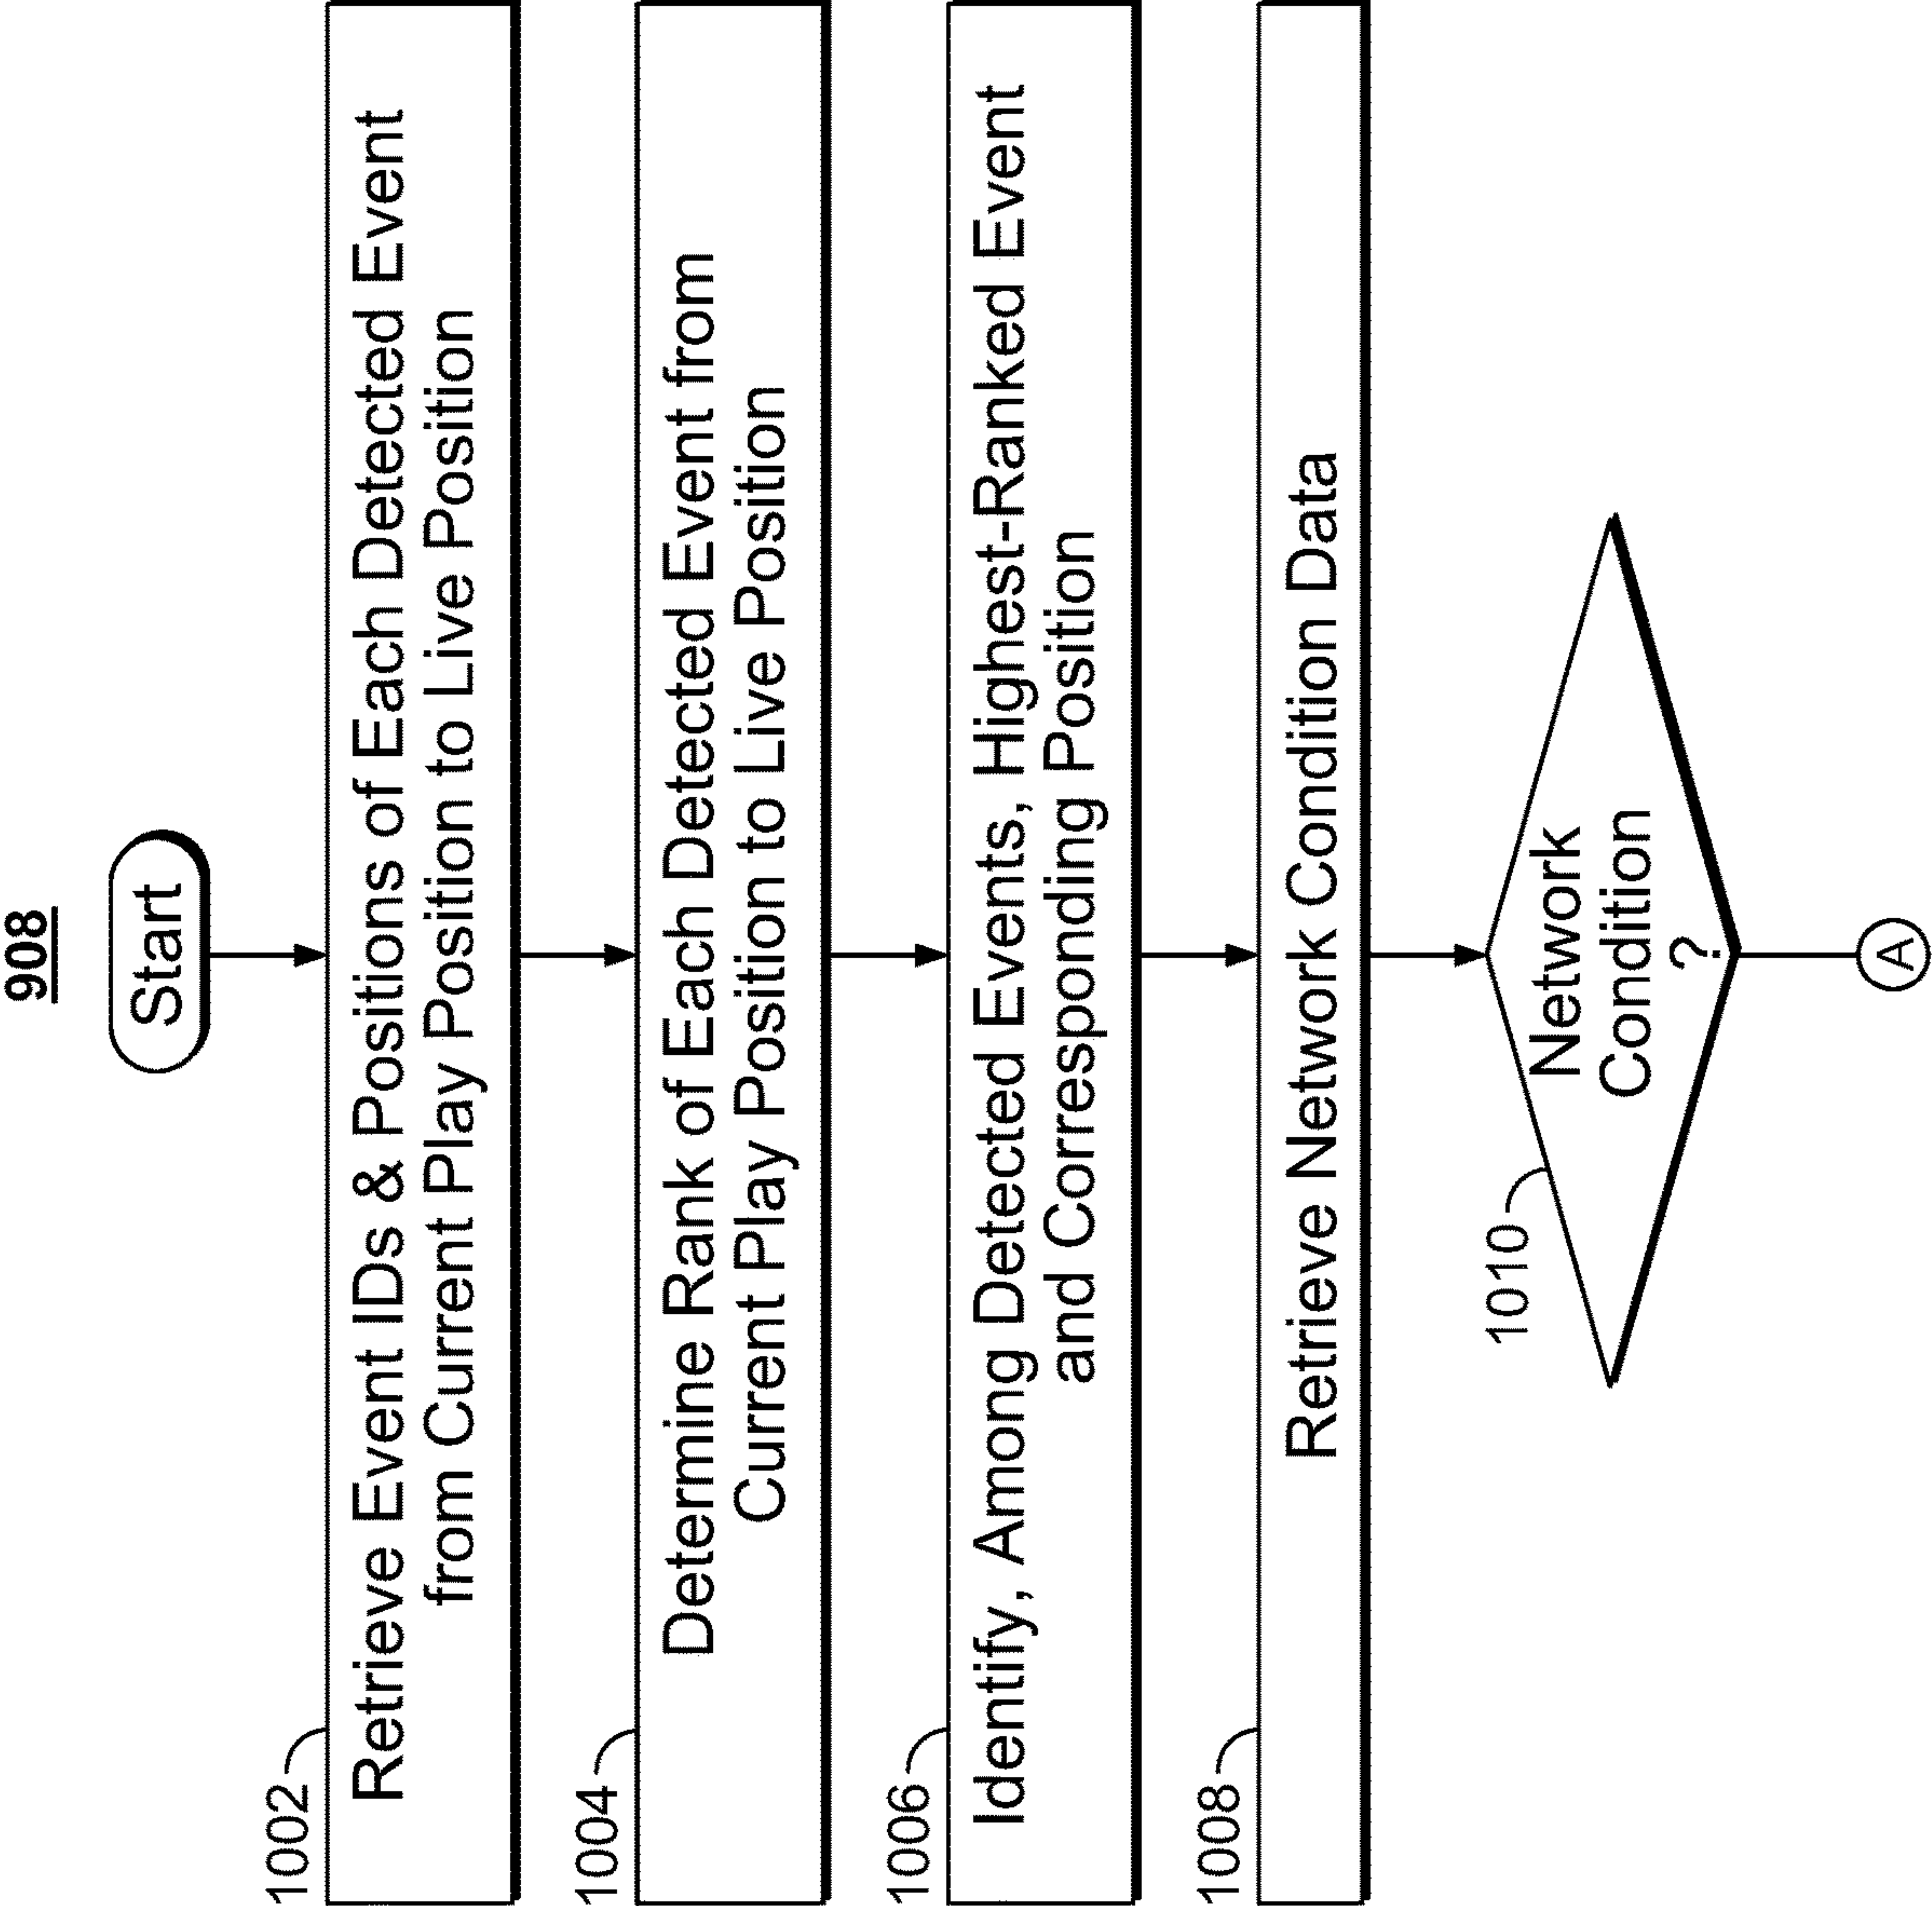 908
Start
1002
Retrieve Event IDs & Positions of Each Detected Event
from Current Play Position to Live Position
1004
Determine Rank of Each Detected Event from
Current Play Position to Live Position
1006
Identify, Among Detected Events, Highest-Ranked Event
and Corresponding Position
1008
Retrieve Network Condition Data
1010
Network
Condition
?
A